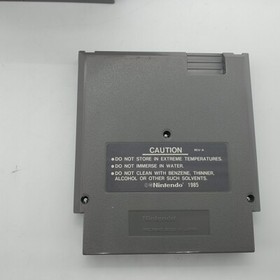 CAUTION
• DO NOT STORE IN EXTREME TEMPERATURES.
• DO NOT IMMERSE IN WATER.
• DO NOT CLEAN WITH BENZENE, THINNER,
ALCOHOL OR OTHER SUCH SOLVENTS.
©Nintendo 1985